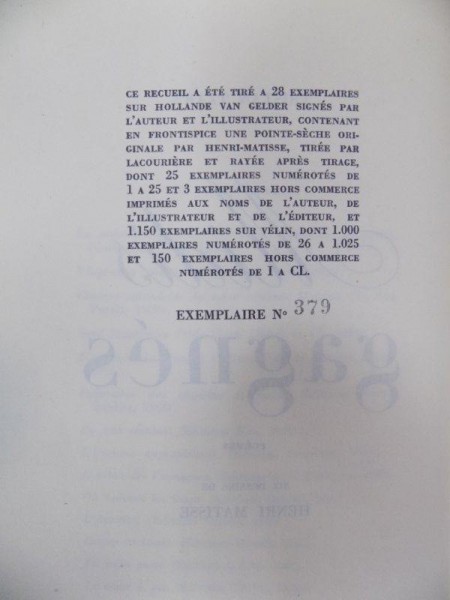 CE RECUEIL A ÉTÉ TIRÉ A 28 EXEMPLAIRES
SUR HOLLANDE VAN GELDER SIGNÉS PAR
L'AUTEUR ET L'ILLUSTRATEUR, CONTENANT
EN FRONTISPICE UNE POINTE-SÈCHE ORI-
GINALE PAR HENRI-MATISSE, TIRÉE PAR
LACOURIÈRE ET RAYÉE APRÈS TIRAGE,
DONT 25 EXEMPLAIRES NUMÉROTÉS DE
1 A 25 ET 3 EXEMPLAIRES HORS COMMERCE
IMPRIMÉS AUX NOMS DE L'AUTEUR, DE
L'ILLUSTRATEUR ET DE L'ÉDITEUR, ET
1.150 EXEMPLAIRES SUR VÉLIN, DONT 1.000
EXEMPLAIRES NUMÉROTÉS DE 26 A 1.025
ET 150 EXEMPLAIRES HORS COMMERCE
NUMÉROTÉS DE I A CL.
EXEMPLAIRE No 379
gagnés
HENRI MATISSE